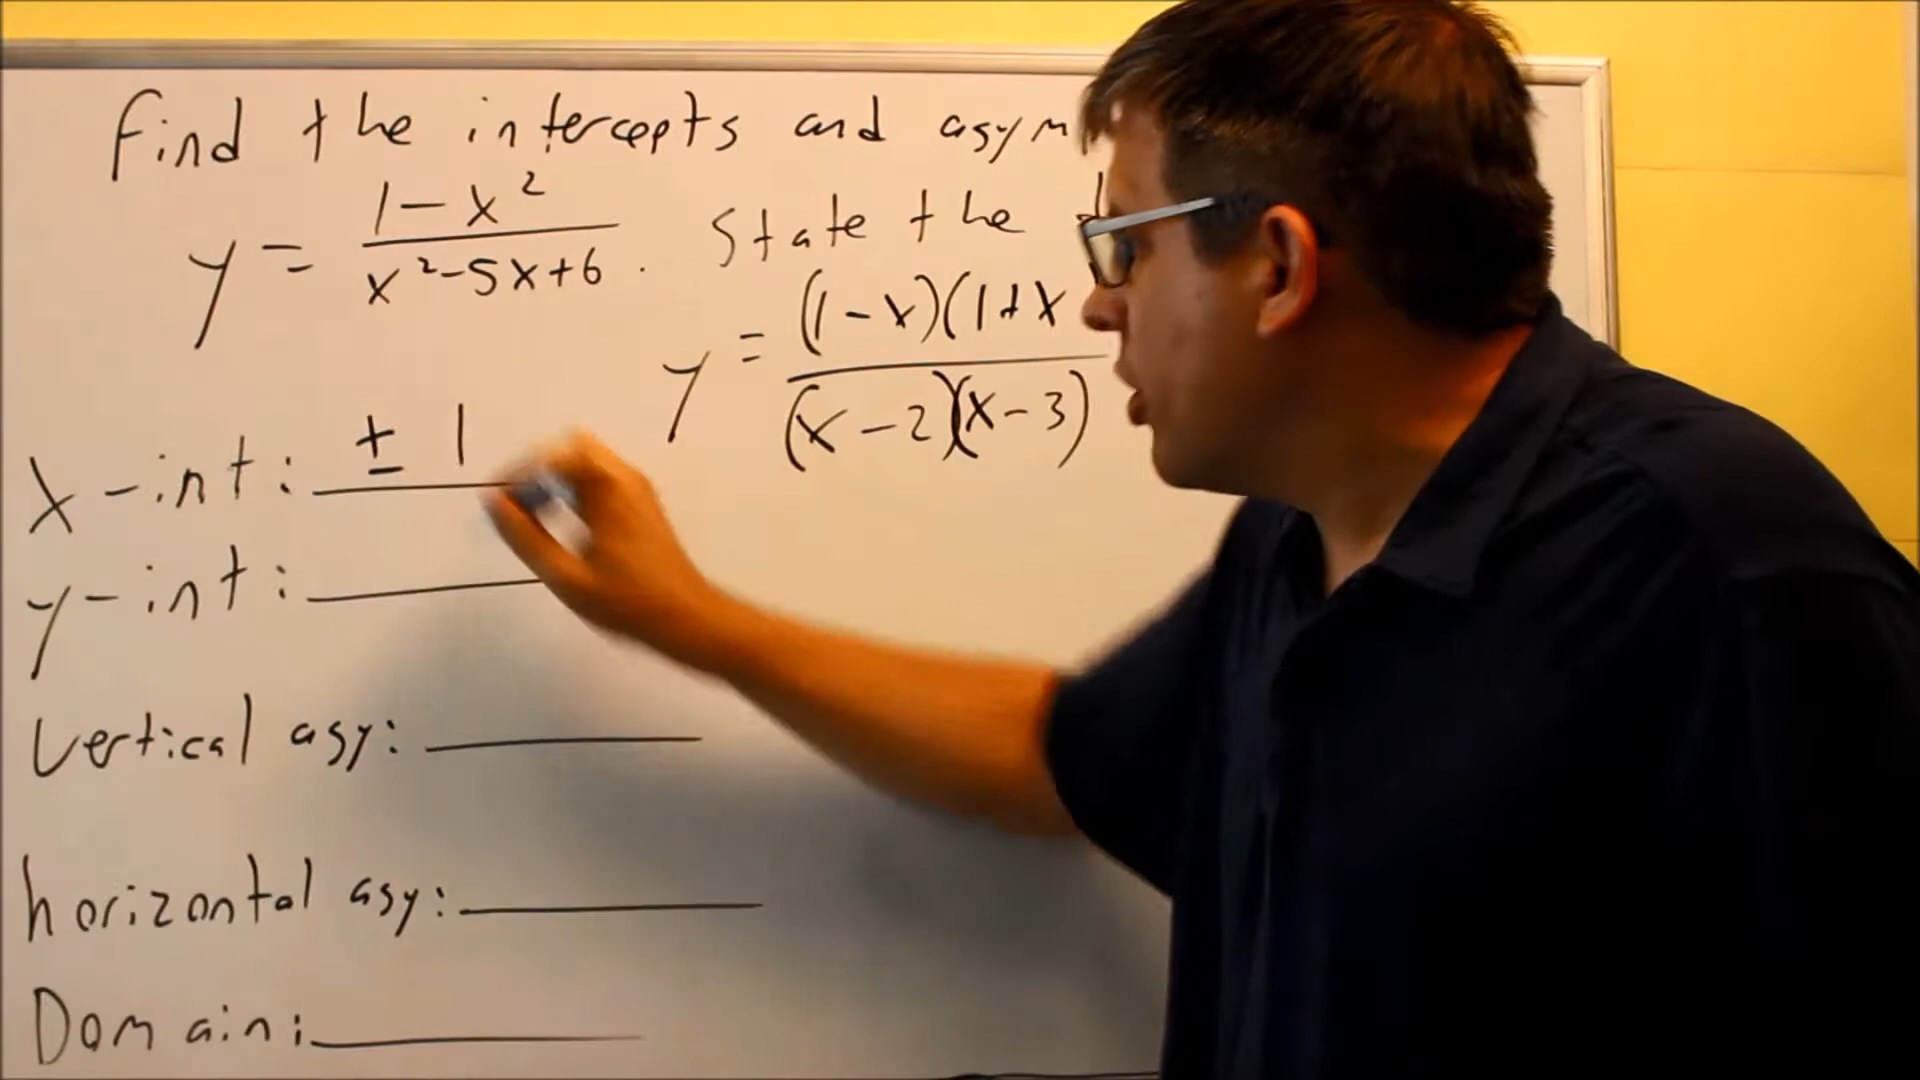 find the intercepts and asym
y = (1-x²)/(x²-5x+6) . State the
y = ((1-x)(1+x)/((x-2)(x-3))
x-int: ± 1
y-int:
vertical asy:
horizontal asy:
Domain: